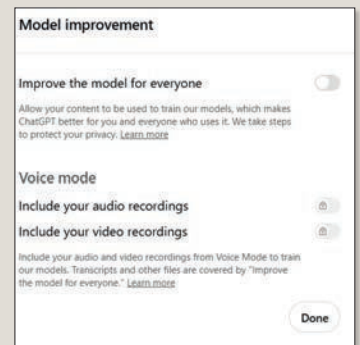 Model improvement
Improve the model for everyone
Allow your content to be used to train our models, which makes
ChatGPT better for you and everyone who uses it. We take steps
to protect your privacy. Learn more
Voice mode
Include your audio recordings
Include your video recordings
Include your audio and video recordings from Voice Mode to train
our models. Transcripts and other files are covered by "Improve
the model for everyone." Learn more
Done